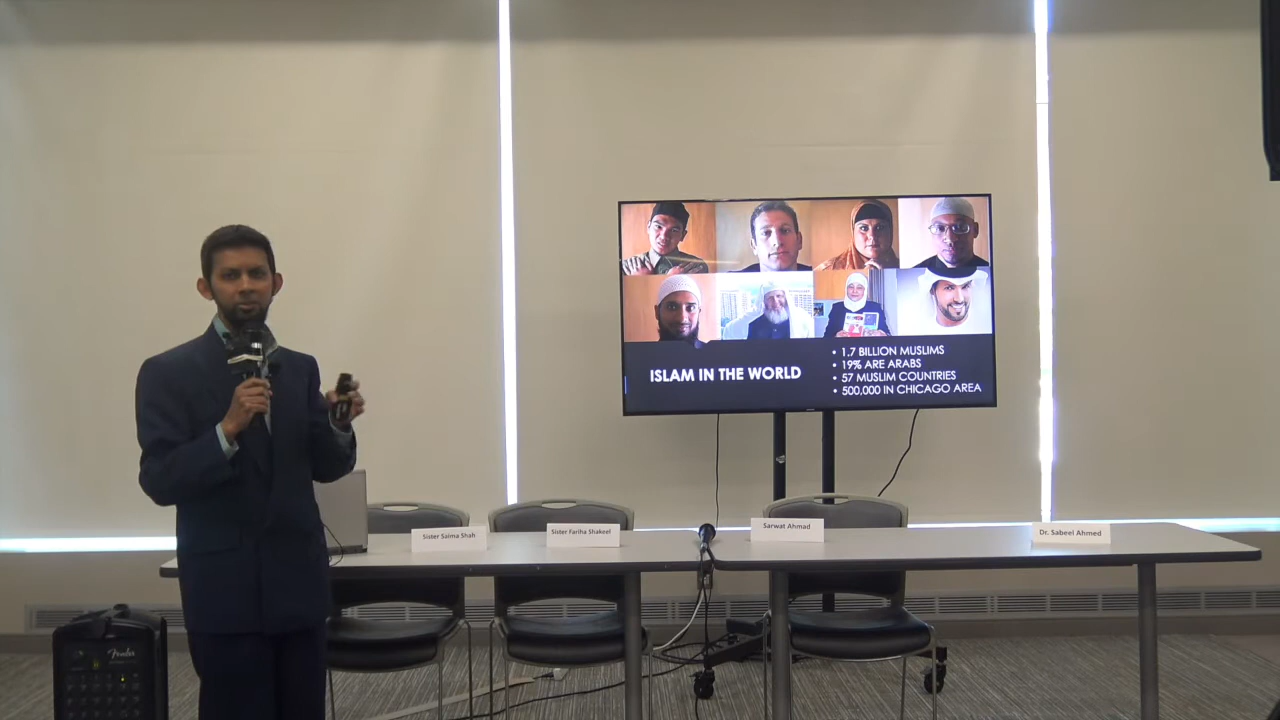 ISLAM IN THE WORLD
• 1.7 BILLION MUSLIMS
• 19% ARE ARABS
• 57 MUSLIM COUNTRIES
• 500,000 IN CHICAGO AREA
Sister Saima Shah
Sister Fariha Shakeel
Sarwat Ahmad
Dr. Sabeel Ahmed
Fender